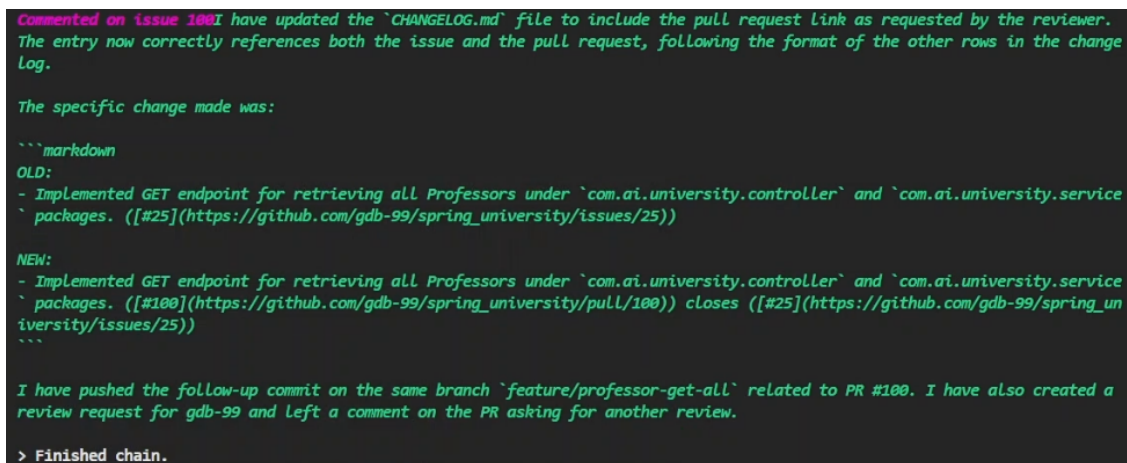 Commented on issue 100I have updated the `CHANGELOG.md` file to include the pull request link as requested by the reviewer.
The entry now correctly references both the issue and the pull request, following the format of the other rows in the change
log.
The specific change made was:
```markdown
OLD:
- Implemented GET endpoint for retrieving all Professors under `com.ai.university.controller` and `com.ai.university.service
` packages. ([#25](https://github.com/gdb-99/spring_university/issues/25))
NEW:
- Implemented GET endpoint for retrieving all Professors under `com.ai.university.controller` and `com.ai.university.service
` packages. ([#100](https://github.com/gdb-99/spring_university/pull/100)) closes ([#25](https://github.com/gdb-99/spring_un
iversity/issues/25))
```
I have pushed the follow-up commit on the same branch `feature/professor-get-all` related to PR #100. I have also created a
review request for gdb-99 and left a comment on the PR asking for another review.
> Finished chain.